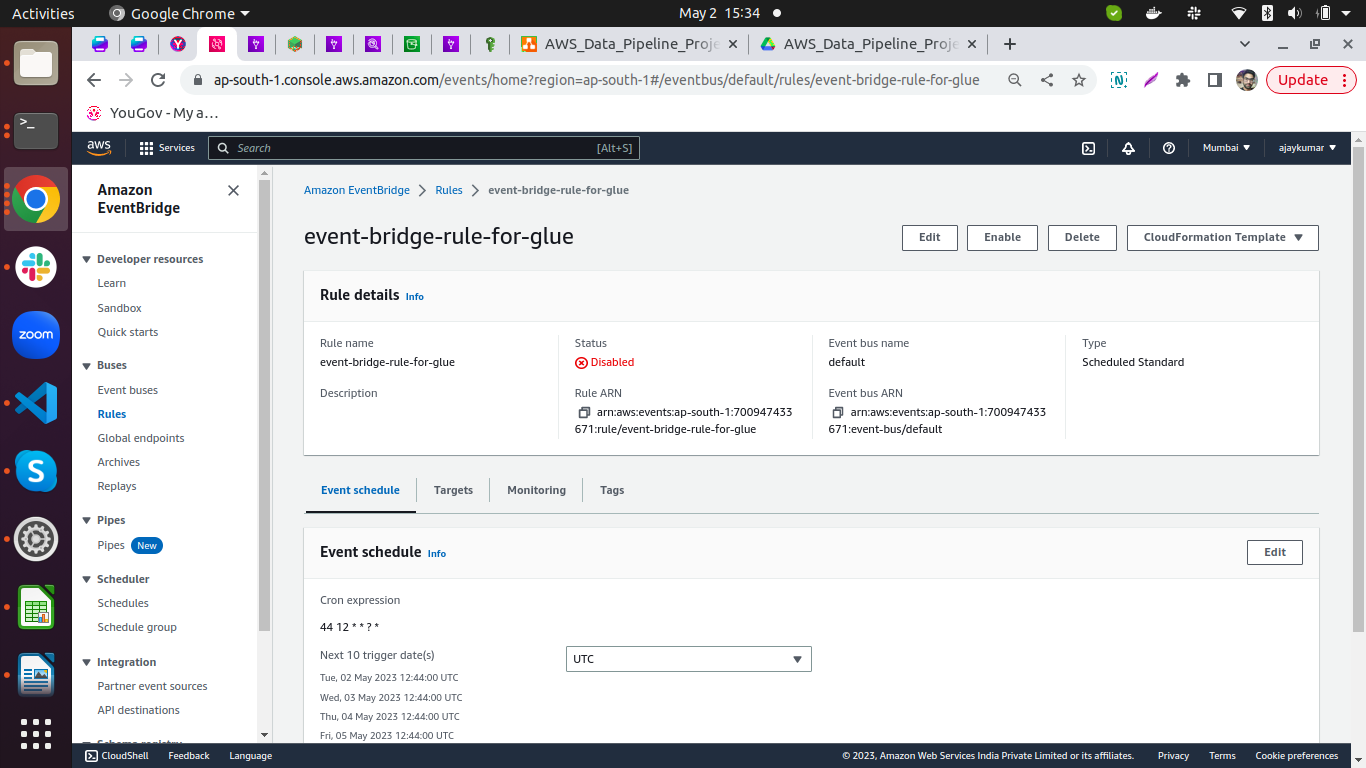 Activities
Google Chrome
May 2 15:34
AWS_Data_Pipeline_Proje
AWS_Data_Pipeline_Proje
ap-south-1.console.aws.amazon.com/events/home?region=ap-south-1#/eventbus/default/rules/event-bridge-rule-for-glue
Update
YouGov - My a...
aws
Services
Search
[Alt+S]
Mumbai
ajaykumar
Amazon
EventBridge
Developer resources
Learn
Sandbox
Quick starts
Buses
Event buses
Rules
Global endpoints
Archives
Replays
Pipes
Pipes New
Scheduler
Schedules
Schedule group
Integration
Partner event sources
API destinations
Schema registry
zoom
Amazon EventBridge
Rules
event-bridge-rule-for-glue
event-bridge-rule-for-glue
Edit
Enable
Delete
CloudFormation Template
Rule details Info
Rule name
event-bridge-rule-for-glue
Description
Status
Disabled
Rule ARN
arn:aws:events:ap-south-1:700947433
671:rule/event-bridge-rule-for-glue
Event bus name
default
Event bus ARN
arn:aws:events:ap-south-1:700947433
671:event-bus/default
Type
Scheduled Standard
Event schedule
Targets
Monitoring
Tags
Event schedule Info
Edit
Cron expression
44 12 * * ? *
Next 10 trigger date(s)
UTC
Tue, 02 May 2023 12:44:00 UTC
Wed, 03 May 2023 12:44:00 UTC
Thu, 04 May 2023 12:44:00 UTC
Fri, 05 May 2023 12:44:00 UTC
CloudShell
Feedback
Language
© 2023, Amazon Web Services India Private Limited or its affiliates.
Privacy
Terms
Cookie preferences